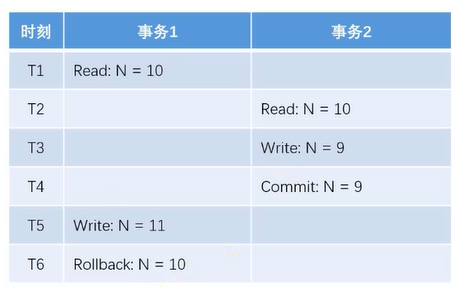 时刻 事务1 事务2
T1 Read: N = 10
T2 Read: N = 10
T3 Write: N = 9
T4 Commit: N = 9
T5 Write: N = 11
T6 Rollback: N = 10